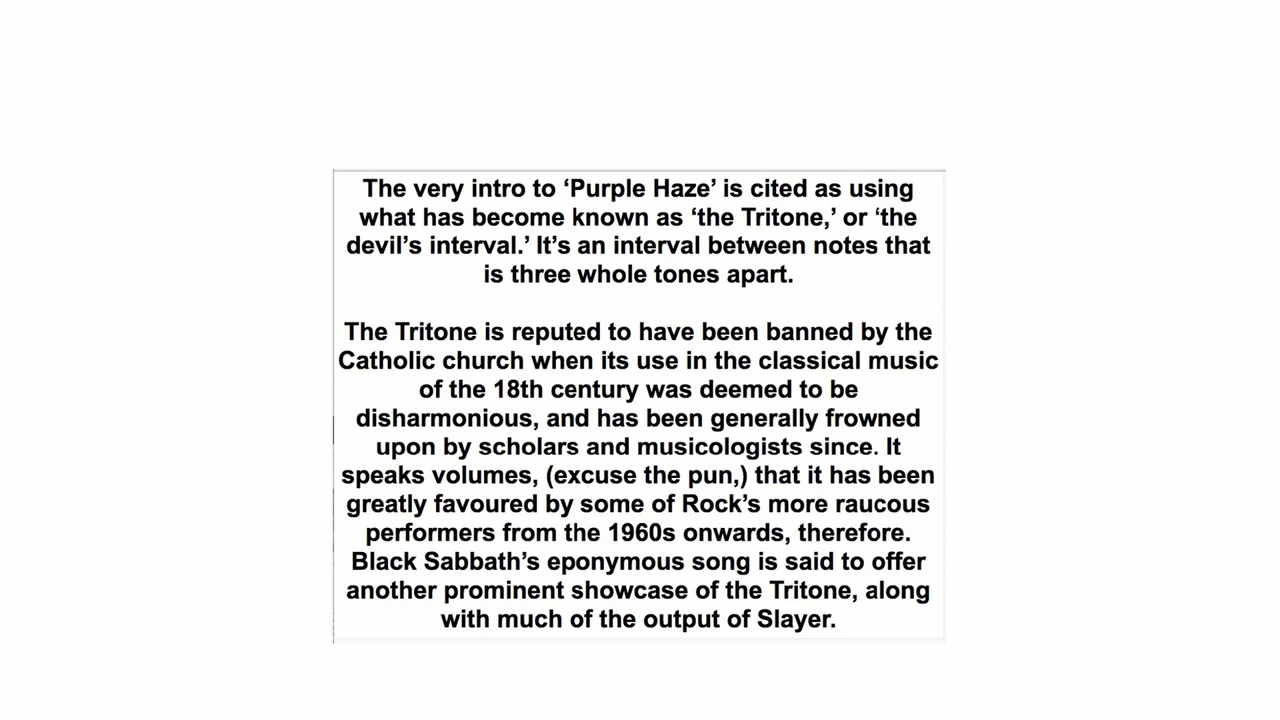 The very intro to ‘Purple Haze’ is cited as using
what has become known as ‘the Tritone,’ or ‘the
devil’s interval.’ It’s an interval between notes that
is three whole tones apart.
The Tritone is reputed to have been banned by the
Catholic church when its use in the classical music
of the 18th century was deemed to be
disharmonious, and has been generally frowned
upon by scholars and musicologists since. It
speaks volumes, (excuse the pun,) that it has been
greatly favoured by some of Rock’s more raucous
performers from the 1960s onwards, therefore.
Black Sabbath’s eponymous song is said to offer
another prominent showcase of the Tritone, along
with much of the output of Slayer.